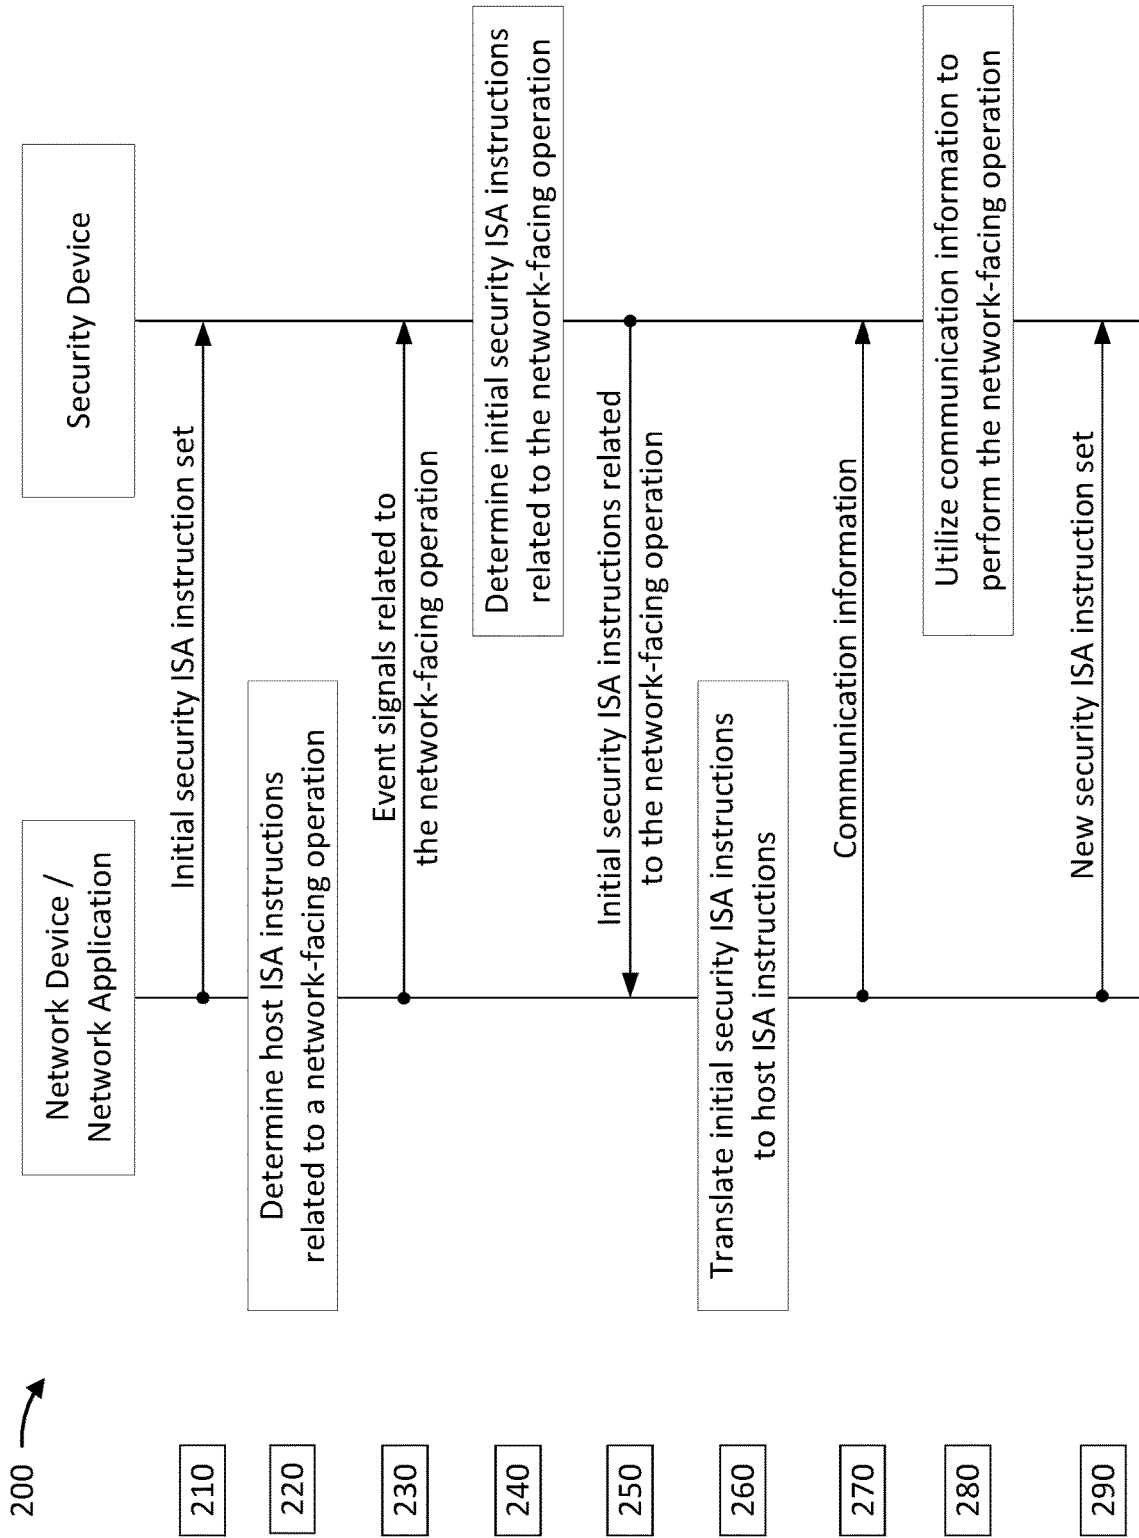 200
Network Device /
Network Application
Security Device
210
Initial security ISA instruction set
220
Determine host ISA instructions
related to a network-facing operation
230
Event signals related to
the network-facing operation
240
Determine initial security ISA instructions
related to the network-facing operation
250
Initial security ISA instructions related
to the network-facing operation
260
Translate initial security ISA instructions
to host ISA instructions
270
Communication information
280
Utilize communication information to
perform the network-facing operation
290
New security ISA instruction set